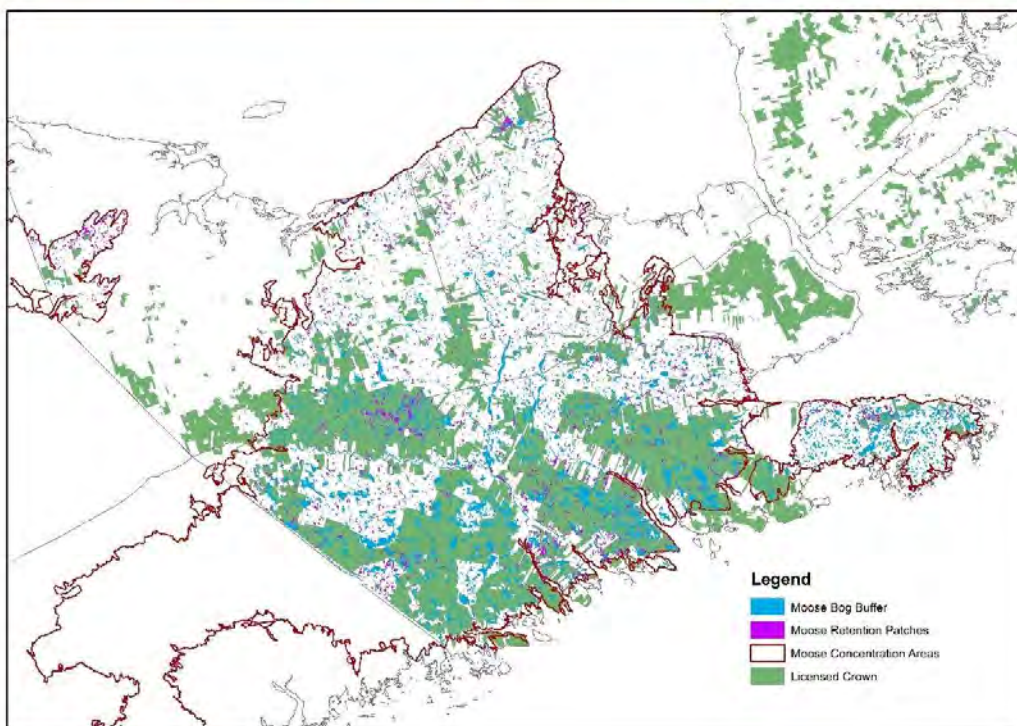 Legend
Moose Bog Buffer
Moose Retention Patches
Moose Concentration Areas
Licensed Crown